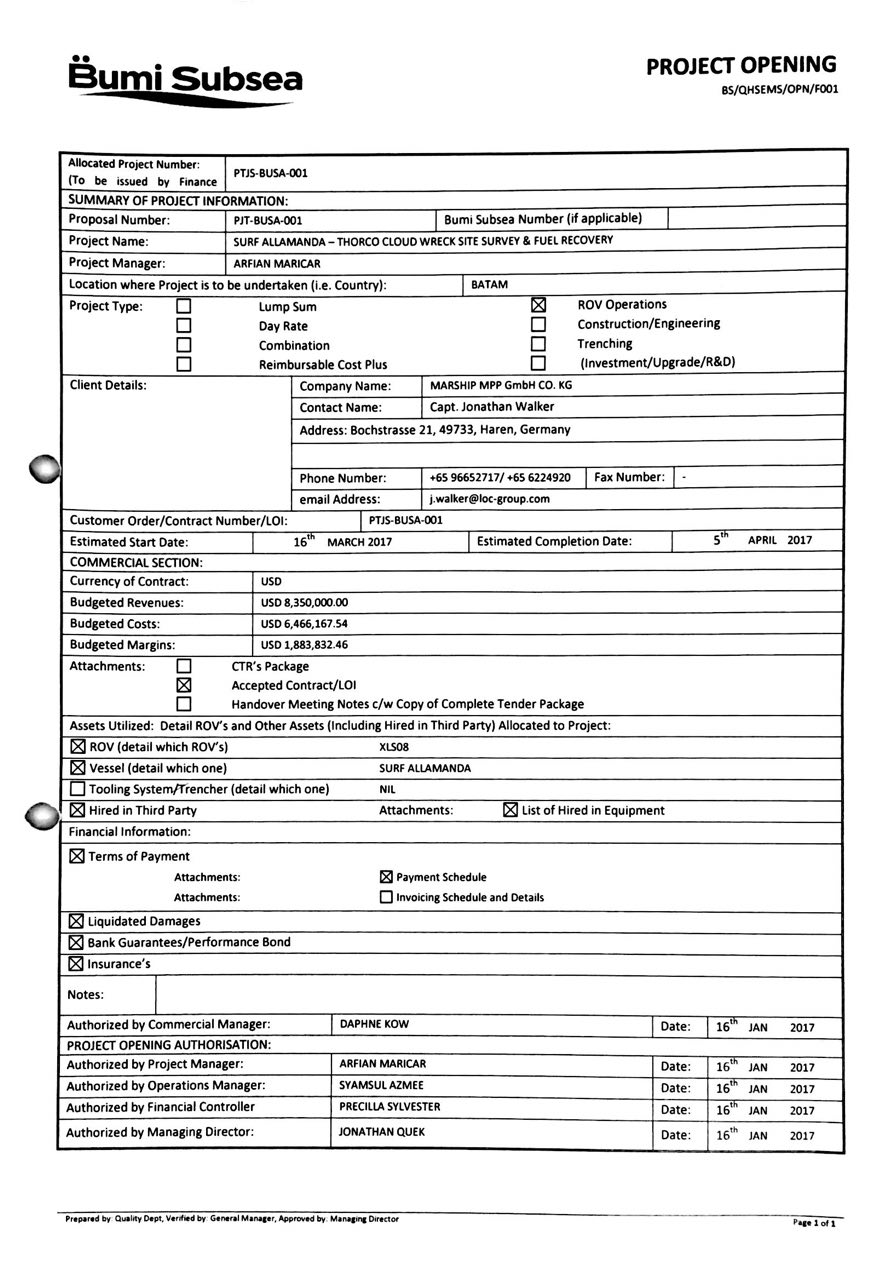 Bumi Subsea
PROJECT OPENING
BS/QHSEMS/OPN/F001
Allocated Project Number:
(To be issued by Finance
PTJS-BUSA-001
SUMMARY OF PROJECT INFORMATION:
Proposal Number: PJT-BUSA-001 Bumi Subsea Number (if applicable)
Project Name: SURF ALLAMANDA – THORCO CLOUD WRECK SITE SURVEY & FUEL RECOVERY
Project Manager: ARFIAN MARICAR
Location where Project is to be undertaken (i.e. Country): BATAM
Project Type: ☐ Lump Sum ☒ ROV Operations
☐ Day Rate ☐ Construction/Engineering
☐ Combination ☐ Trenching
☐ Reimbursable Cost Plus ☐ (Investment/Upgrade/R&D)
Client Details: Company Name: MARSHIP MPP GmbH CO. KG
Contact Name: Capt. Jonathan Walker
Address: Bochstrasse 21, 49733, Haren, Germany
Phone Number: +65 96652717/ +65 6224920 Fax Number: -
email Address: j.walker@loc-group.com
Customer Order/Contract Number/LOI: PTJS-BUSA-001
Estimated Start Date: 16th MARCH 2017 Estimated Completion Date: 5th APRIL 2017
COMMERCIAL SECTION:
Currency of Contract: USD
Budgeted Revenues: USD 8,350,000.00
Budgeted Costs: USD 6,466,167.54
Budgeted Margins: USD 1,883,832.46
Attachments: ☐ CTR's Package
☒ Accepted Contract/LOI
☐ Handover Meeting Notes c/w Copy of Complete Tender Package
Assets Utilized: Detail ROV's and Other Assets (Including Hired in Third Party) Allocated to Project:
☒ ROV (detail which ROV's) XLS08
☒ Vessel (detail which one) SURF ALLAMANDA
☐ Tooling System/Trencher (detail which one) NIL
☒ Hired in Third Party Attachments: ☒ List of Hired in Equipment
Financial Information:
☒ Terms of Payment
Attachments: ☒ Payment Schedule
Attachments: ☐ Invoicing Schedule and Details
☒ Liquidated Damages
☒ Bank Guarantees/Performance Bond
☒ Insurance's
Notes:
Authorized by Commercial Manager: DAPHNE KOW Date: 16th JAN 2017
PROJECT OPENING AUTHORISATION:
Authorized by Project Manager: ARFIAN MARICAR Date: 16th JAN 2017
Authorized by Operations Manager: SYAMSUL AZMEE Date: 16th JAN 2017
Authorized by Financial Controller PRECILLA SYLVESTER Date: 16th JAN 2017
Authorized by Managing Director: JONATHAN QUEK Date: 16th JAN 2017
Prepared by: Quality Dept, Verified by: General Manager, Approved by: Managing Director
Page 1 of 1